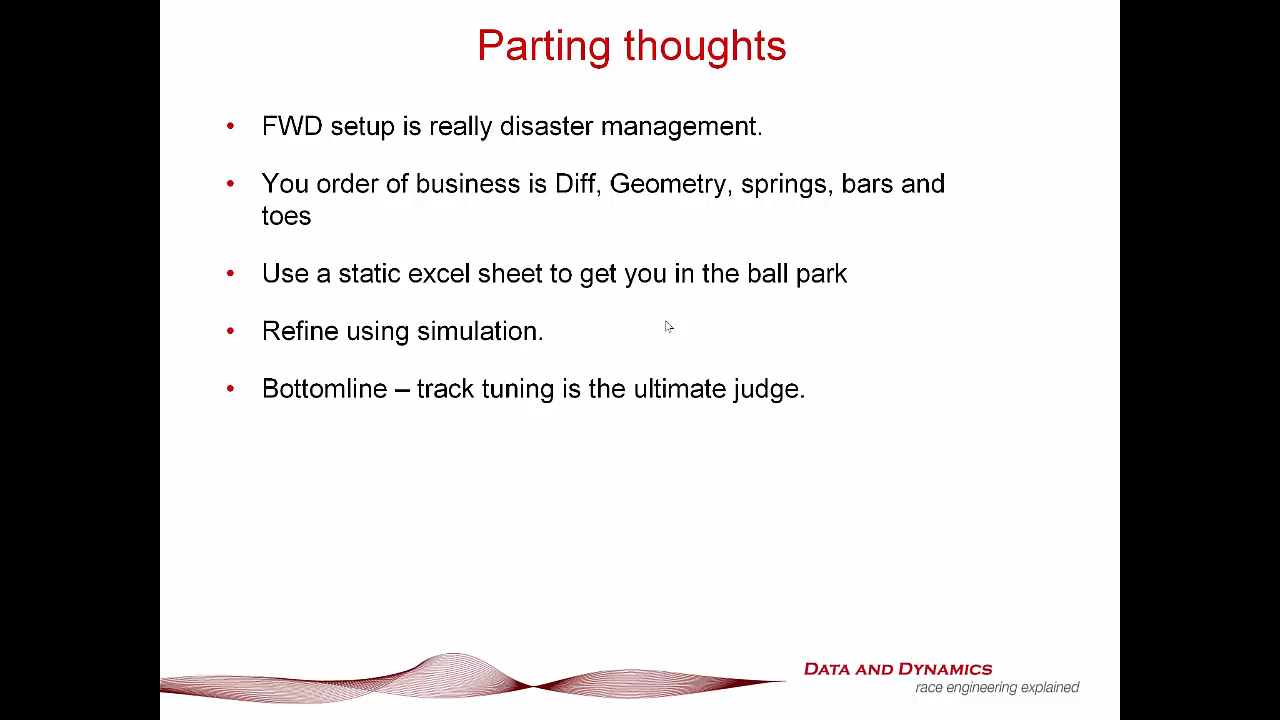 Parting thoughts
• FWD setup is really disaster management.
• You order of business is Diff, Geometry, springs, bars and
toes
• Use a static excel sheet to get you in the ball park
• Refine using simulation.
• Bottomline – track tuning is the ultimate judge.
DATA AND DYNAMICS
race engineering explained